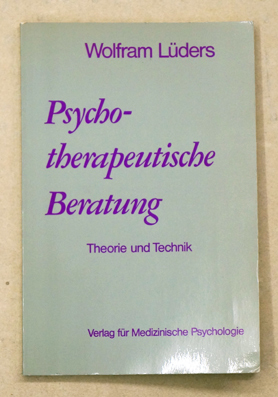 Wolfram Lüders
Psycho-
therapeutische
Beratung
Theorie und Technik
Verlag für Medizinische Psychologie